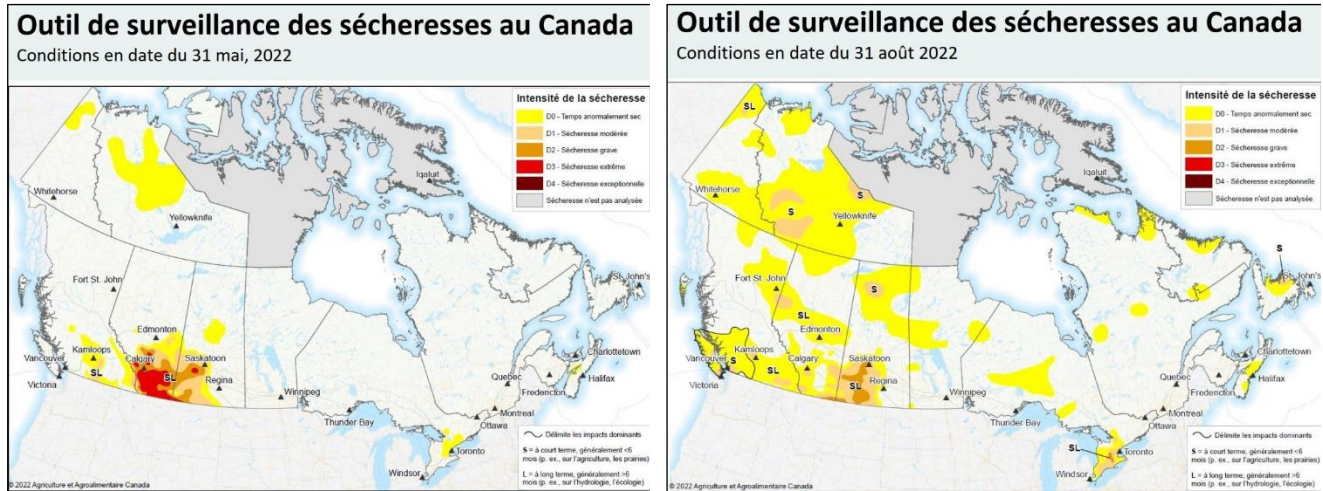 Outil de surveillance des sécheresses au Canada
Conditions en date du 31 mai, 2022
Intensité de la sécheresse
D0 - Temps anormalement sec
D1 - Sécheresse modérée
D2 - Sécheresse grave
D3 - Sécheresse extrême
D4 - Sécheresse exceptionnelle
Sécheresse n'est pas analysée
Iqaluit
Whitehorse
Yellowknife
Fort St. John
Edmonton
Kamloops
Calgary
Saskatoon
Vancouver
SL
SL
Regina
Victoria
Winnipeg
Thunder Bay
St. John's
Charlottetown
Quebec
Halifax
Fredericton
Montreal
Ottawa
Toronto
Windsor
Délimite les impacts dominants
S = à court terme, généralement <6
mois (p. ex., sur l'agriculture, les prairies)
L = à long terme, généralement >6
mois (p. ex., sur l'hydrologie, l'écologie)
© 2022 Agriculture et Agroalimentaire Canada
Outil de surveillance des sécheresses au Canada
Conditions en date du 31 août 2022
Intensité de la sécheresse
D0 - Temps anormalement sec
D1 - Sécheresse modérée
D2 - Sécheresse grave
D3 - Sécheresse extrême
D4 - Sécheresse exceptionnelle
Sécheresse n'est pas analysée
SL
Iqaluit
Whitehorse
S
S
Yellowknife
S
St. John's
Fort St. John
S
SL
Edmonton
Vancouver
Kamloops
S
Calgary
Saskatoon
SL
SL
Regina
Victoria
Winnipeg
Thunder Bay
Charlottetown
Quebec
Halifax
Fredericton
Montreal
Ottawa
SL
Toronto
Windsor
Délimite les impacts dominants
S = à court terme, généralement <6
mois (p. ex., sur l'agriculture, les prairies)
L = à long terme, généralement >6
mois (p. ex., sur l'hydrologie, l'écologie)
© 2022 Agriculture et Agroalimentaire Canada